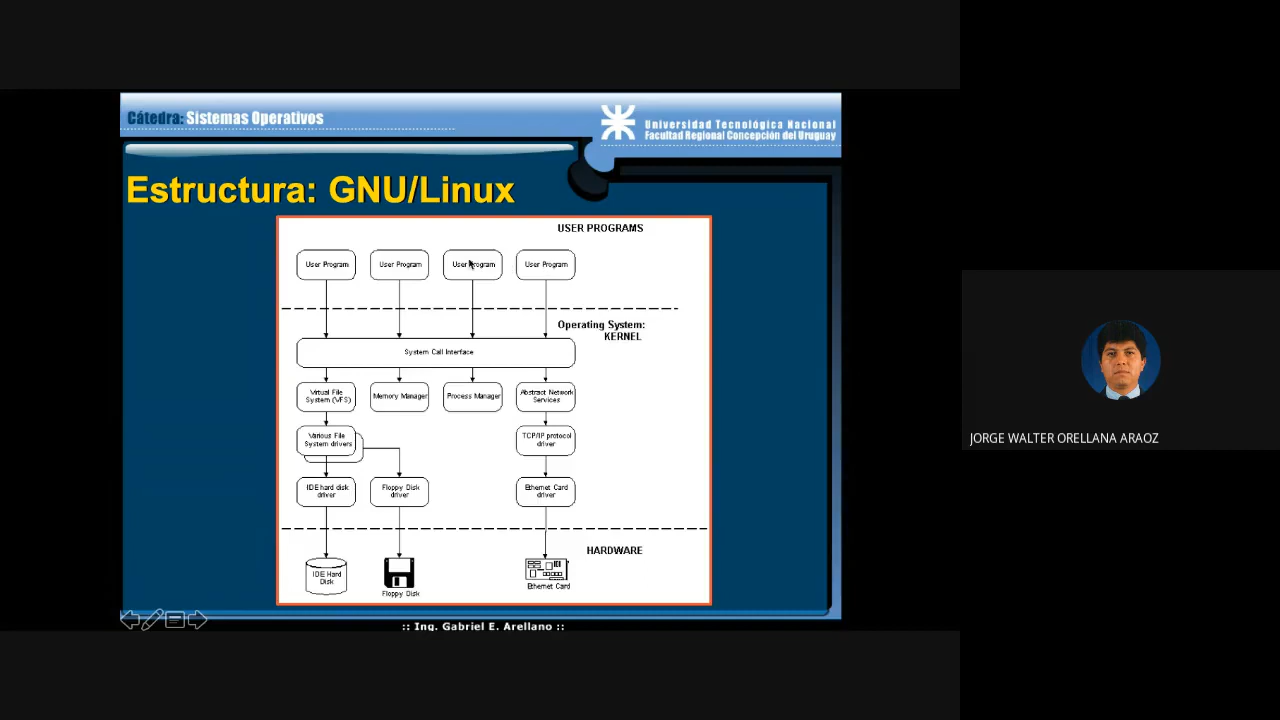 Cátedra: Sistemas Operativos
Universidad Tecnológica Nacional
Facultad Regional Concepción del Uruguay
Estructura: GNU/Linux
USER PROGRAMS
User Program
User Program
User Program
User Program
Operating System:
KERNEL
System Call Interface
Virtual File
System (VFS)
Memory Manager
Process Manager
Abstract Network
Services
Various File
System drivers
TCP/IP protocol
driver
IDE hard disk
driver
Floppy Disk
driver
Ethernet Card
driver
HARDWARE
IDE Hard
Disk
Floppy Disk
Ethernet Card
:: Ing. Gabriel E. Arellano ::
JORGE WALTER ORELLANA ARAOZ